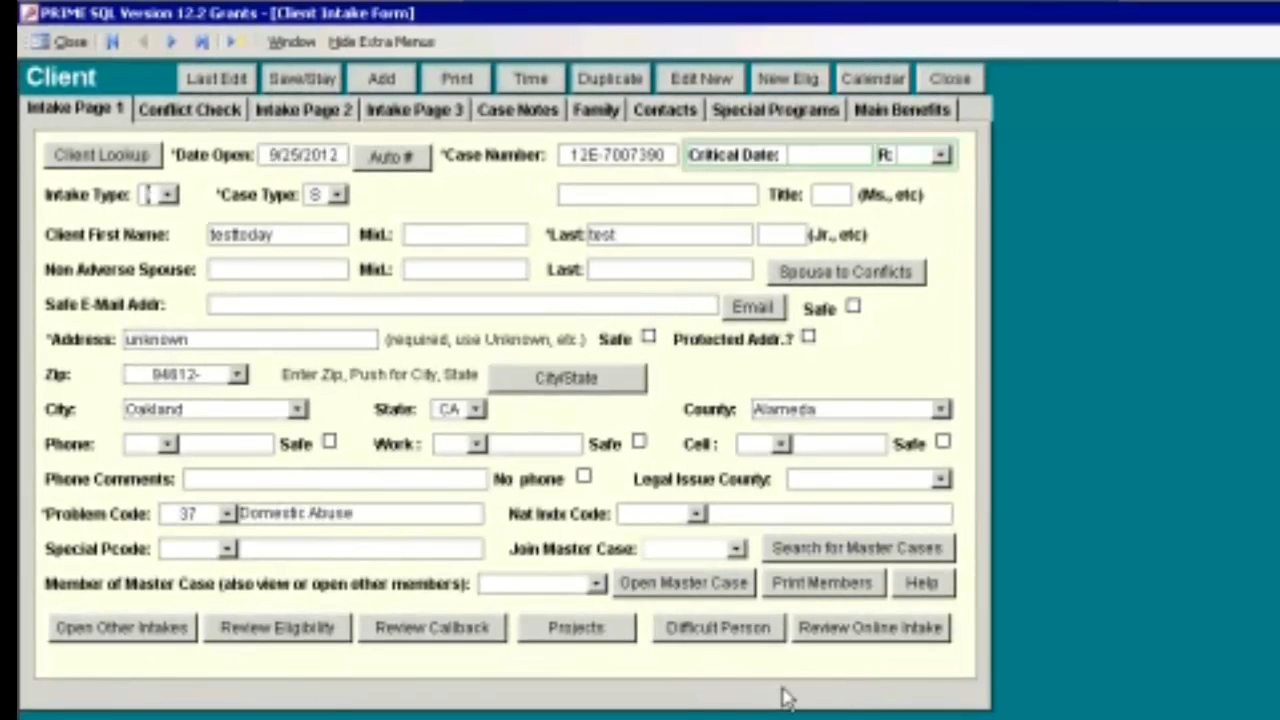 PRIME SQL Version 12.2 Grants - [Client Intake Form]
Close Window Hide Extra Menus
Client Last Edit Save/Stay Add Print Time Duplicate Edit New New Elig. Calendar Close
Intake Page 1 Conflict Check Intake Page 2 Intake Page 3 Case Notes Family Contacts Special Programs Main Benefits
Client Lookup *Date Open: 9/25/2012 Auto # *Case Number: 12E-7007390 Critical Date: R:
Intake Type: *Case Type: S Title: (Ms., etc)
Client First Name: testtoday Mid.: *Last: test (Jr., etc)
Non Adverse Spouse: Mid.: Last: Spouse to Conflicts
Safe E-Mail Addr: Email Safe
*Address: unknown (required, use Unknown, etc.) Safe Protected Addr.?
Zip: 94612- Enter Zip, Push for City, State City/State
City: Oakland State: CA County: Alameda
Phone: Safe Work : Safe Cell : Safe
Phone Comments: No phone Legal Issue County:
*Problem Code: 37 Domestic Abuse Nat Indx Code:
Special Pcode: Join Master Case: Search for Master Cases
Member of Master Case (also view or open other members): Open Master Case Print Members Help
Open Other Intakes Review Eligibility Review Callback Projects Difficult Person Review Online Intake